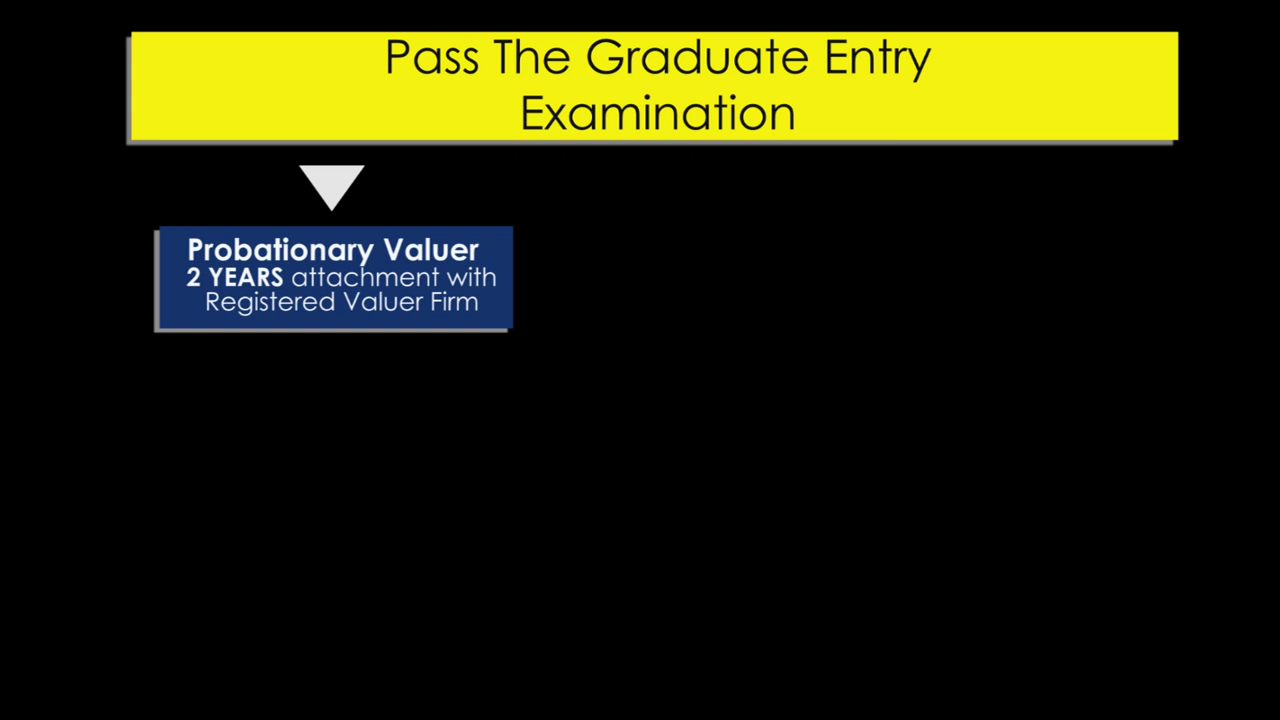 Pass The Graduate Entry
Examination
Probationary Valuer
2 YEARS attachment with
Registered Valuer Firm